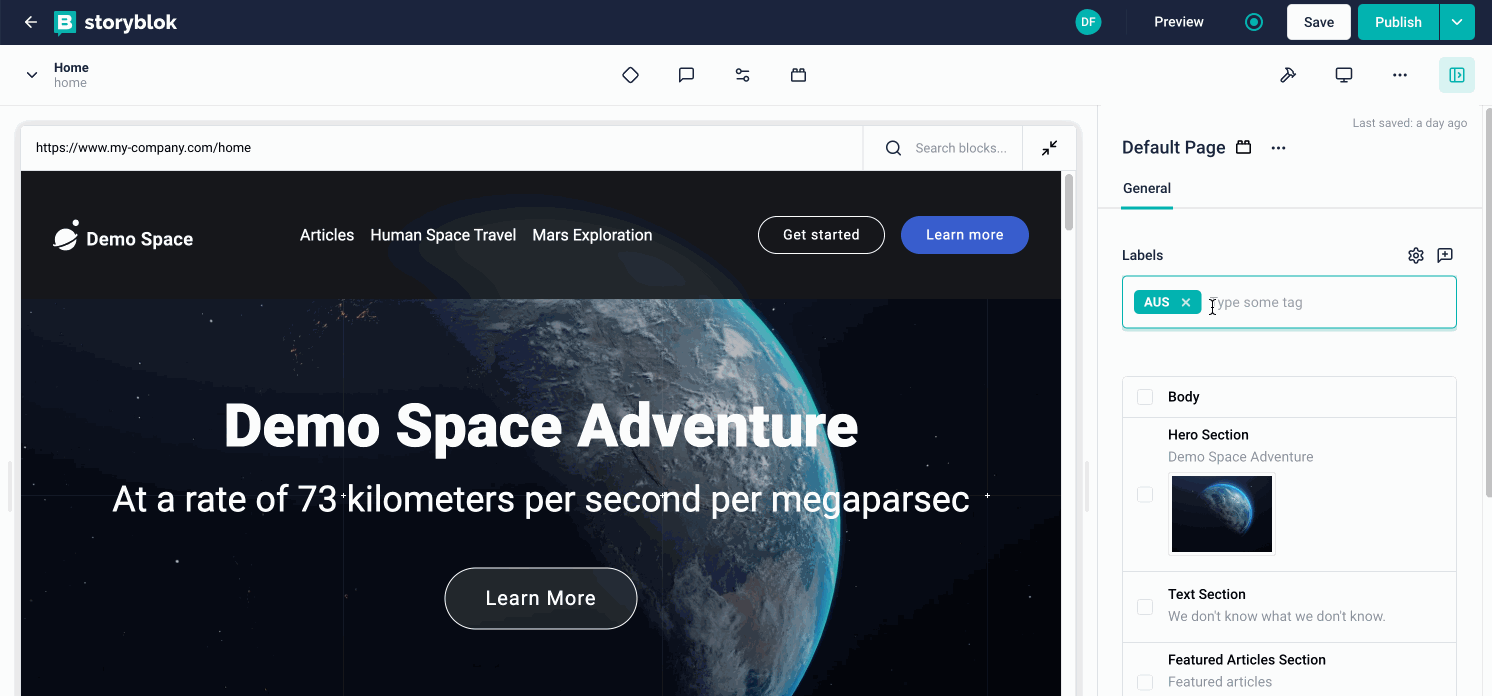 storyblok
DF
Preview
Save
Publish
Home
home
Last saved: a day ago
https://www.my-company.com/home
Search blocks...
Default Page
General
Demo Space
Articles
Human Space Travel
Mars Exploration
Get started
Learn more
Labels
AUS
Type some tag
Demo Space Adventure
At a rate of 73 kilometers per second per megaparsec
Learn More
Body
Hero Section
Demo Space Adventure
Text Section
We don't know what we don't know.
Featured Articles Section
Featured articles